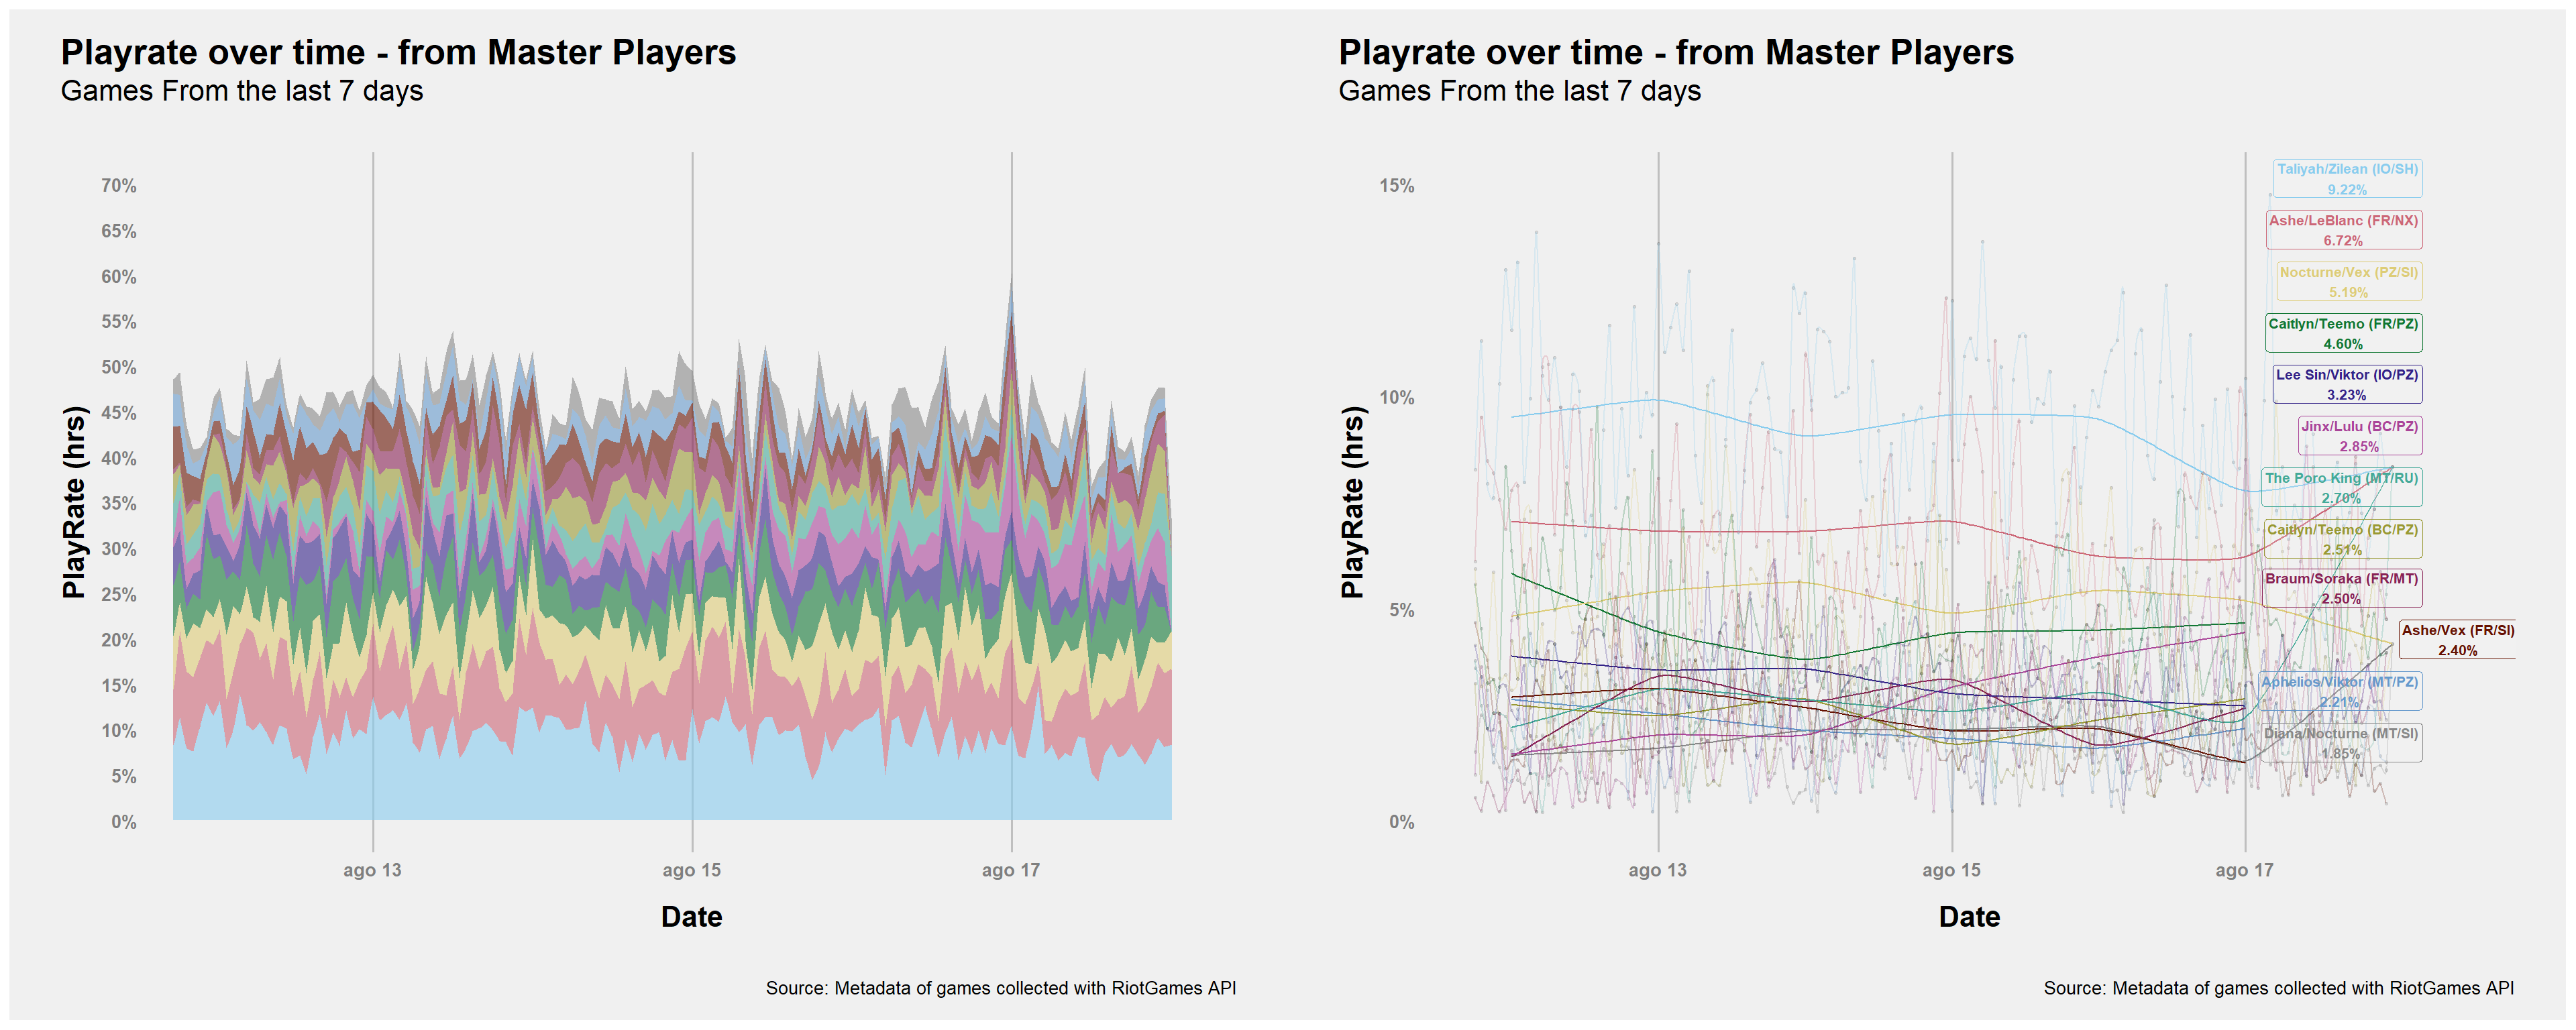 Playrate over time - from Master Players
Games From the last 7 days
70%
65%
60%
55%
50%
45%
40%
35%
30%
25%
20%
15%
10%
5%
0%
PlayRate (hrs)
ago 13
ago 15
ago 17
Date
Source: Metadata of games collected with RiotGames API
Playrate over time - from Master Players
Games From the last 7 days
15%
10%
5%
0%
PlayRate (hrs)
Taliyah/Zilean (IO/SH)
9.22%
Ashe/LeBlanc (FR/NX)
6.72%
Nocturne/Vex (PZ/SI)
5.19%
Caitlyn/Teemo (FR/PZ)
4.60%
Lee Sin/Viktor (IO/PZ)
3.23%
Jinx/Lulu (BC/PZ)
2.85%
The Poro King (MT/RU)
2.70%
Caitlyn/Teemo (BC/PZ)
2.51%
Braum/Soraka (FR/MT)
2.50%
Ashe/Vex (FR/SI)
2.40%
Aphelios/Viktor (MT/PZ)
2.21%
Diana/Nocturne (MT/SI)
1.85%
ago 13
ago 15
ago 17
Date
Source: Metadata of games collected with RiotGames API